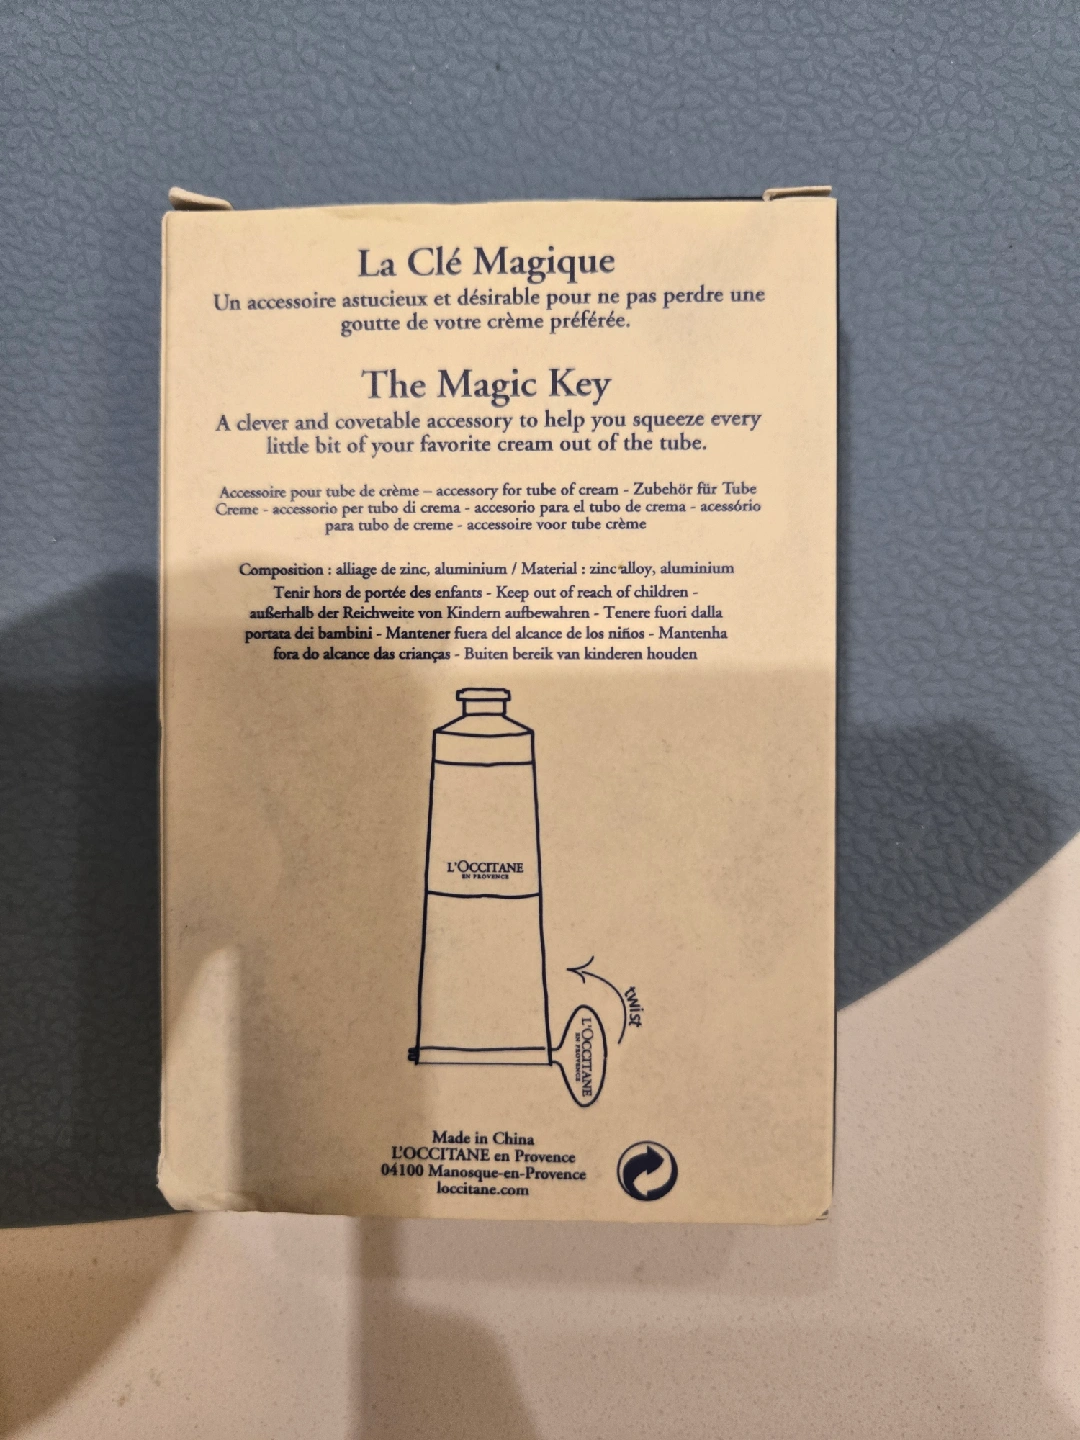 La Clé Magique
Un accessoire astucieux et désirable pour ne pas perdre une
goutte de votre crème préférée.
The Magic Key
A clever and covetable accessory to help you squeeze every
little bit of your favorite cream out of the tube.
Accessoire pour tube de crème – accessory for tube of cream - Zubehör für Tube
Creme - accessorio per tubo di crema - accesorio para el tubo de crema - acessório
para tubo de creme - accessoire voor tube crème
Composition : alliage de zinc, aluminium / Material : zinc alloy, aluminium
Tenir hors de portée des enfants - Keep out of reach of children -
außerhalb der Reichweite von Kindern aufbewahren - Tenere fuori dalla
portata dei bambini - Mantener fuera del alcance de los niños - Mantenha
fora do alcance das crianças - Buiten bereik van kinderen houden
L'OCCITANE
EN PROVENCE
twist
L'OCCITANE
EN PROVENCE
Made in China
L'OCCITANE en Provence
04100 Manosque-en-Provence
loccitane.com